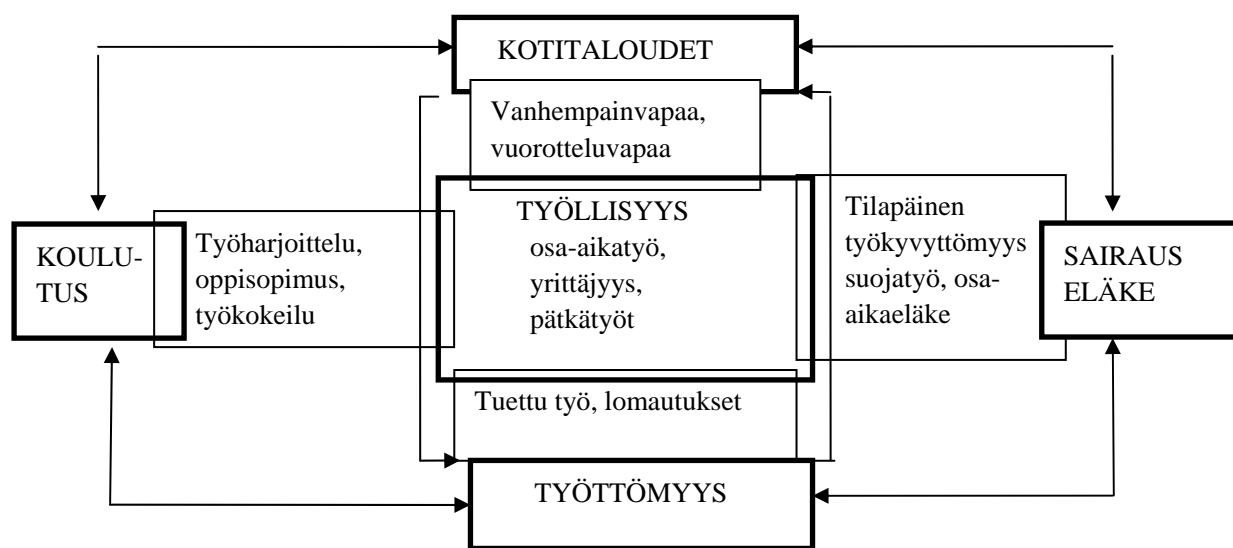 KOTITALOUDET
Vanhempainvapaa,
vuorotteluvapaa
KOULU-
TUS
Työharjoittelu,
oppisopimus,
työkokeilu
TYÖLLISYYS
osa-aikatyö,
yrittäjyys,
pätkätyöt
Tilapäinen
työkyvyttömyys
suojatyö, osa-
aikaeläke
SAIRAUS
ELÄKE
Tuettu työ, lomautukset
TYÖTTÖMYYS